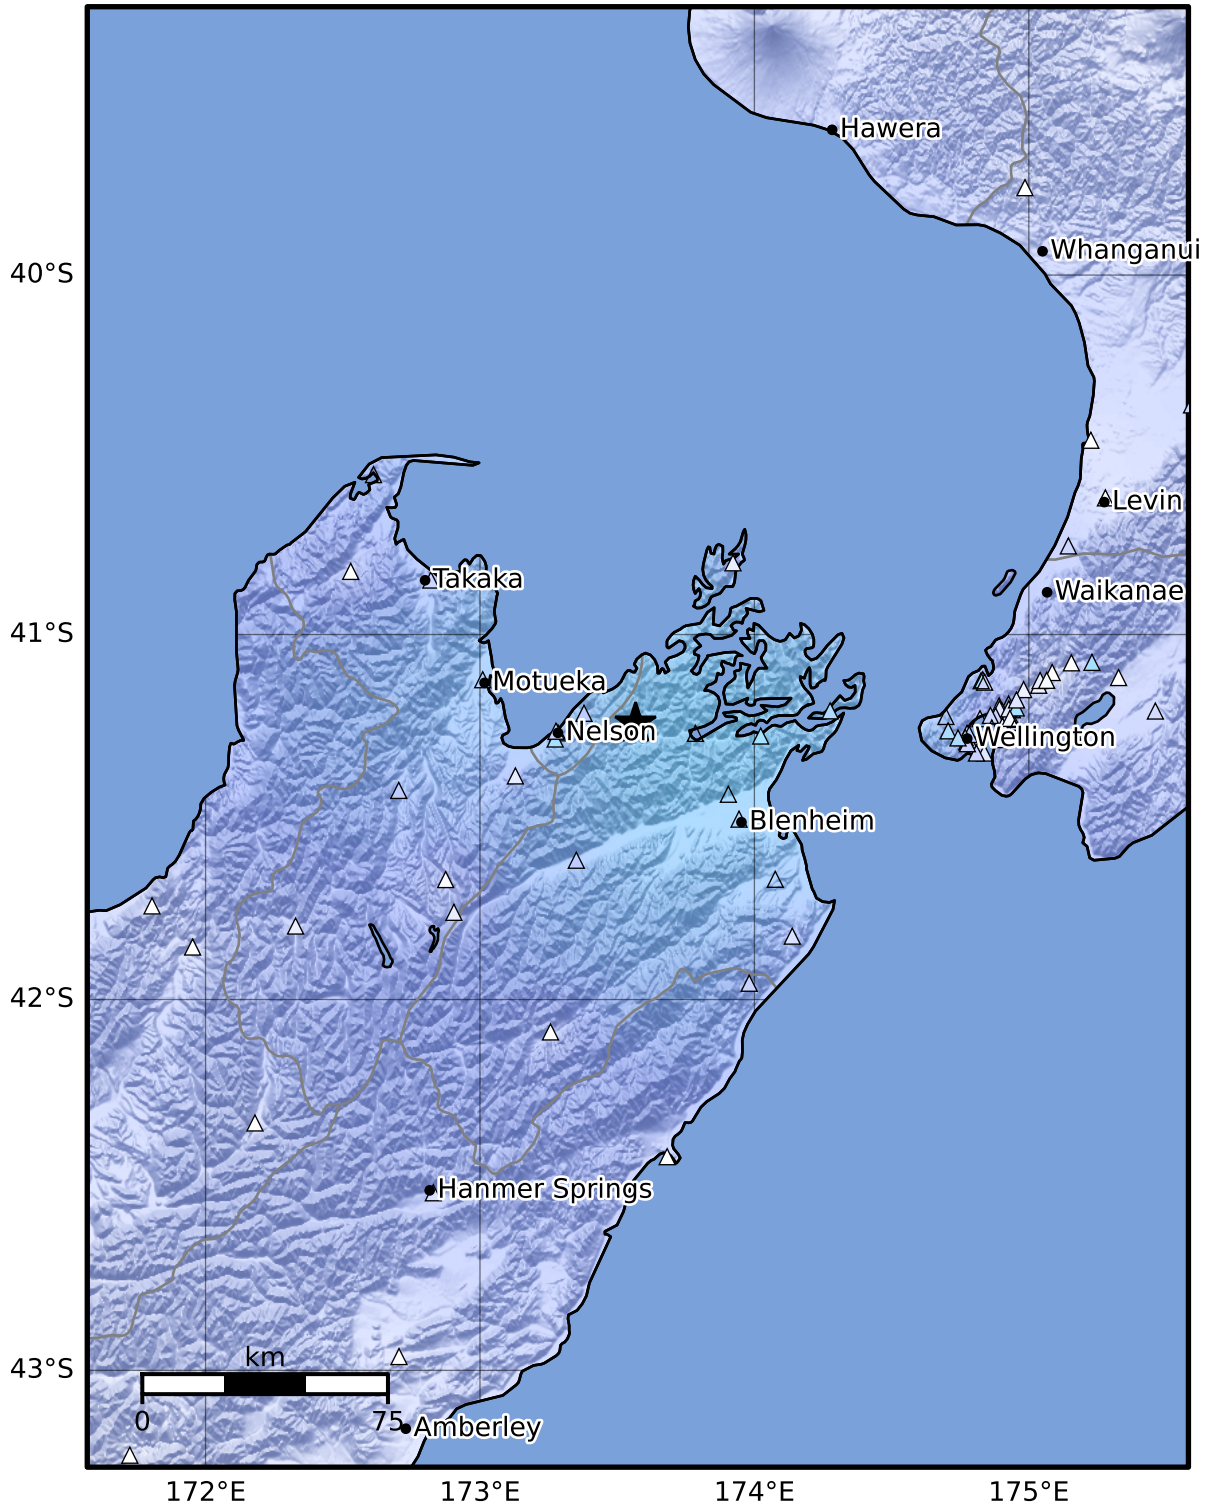 Hawera
Whanganui
40°S
Levin
Takaka
Waikanae
41°S
Motueka
Nelson
Wellington
Blenheim
42°S
Hanmer Springs
km
43°S
0
75
Amberley
172°E
173°E
174°E
175°E